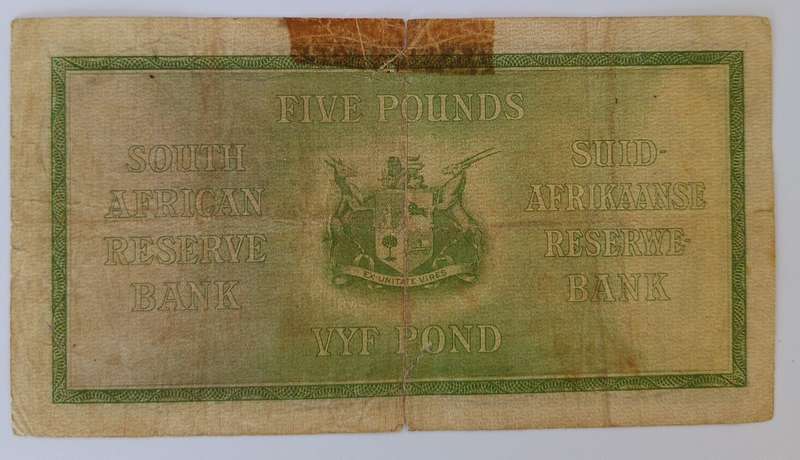 FIVE POUNDS
SOUTH
AFRICAN
RESERVE
BANK
SUID-
AFRIKAANSE
RESERWE-
BANK
EX·UNITATE VIRES
VYF POND